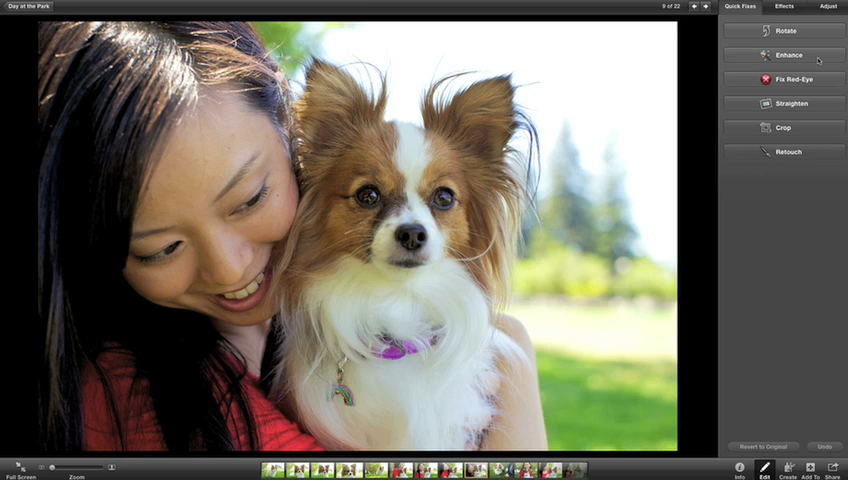 Day at the Park
9 of 22
Quick Fixes
Effects
Adjust
Rotate
Enhance
Fix Red-Eye
Straighten
Crop
Retouch
Revert to Original
Undo
Full Screen
Zoom
Info
Edit
Create
Add To
Share